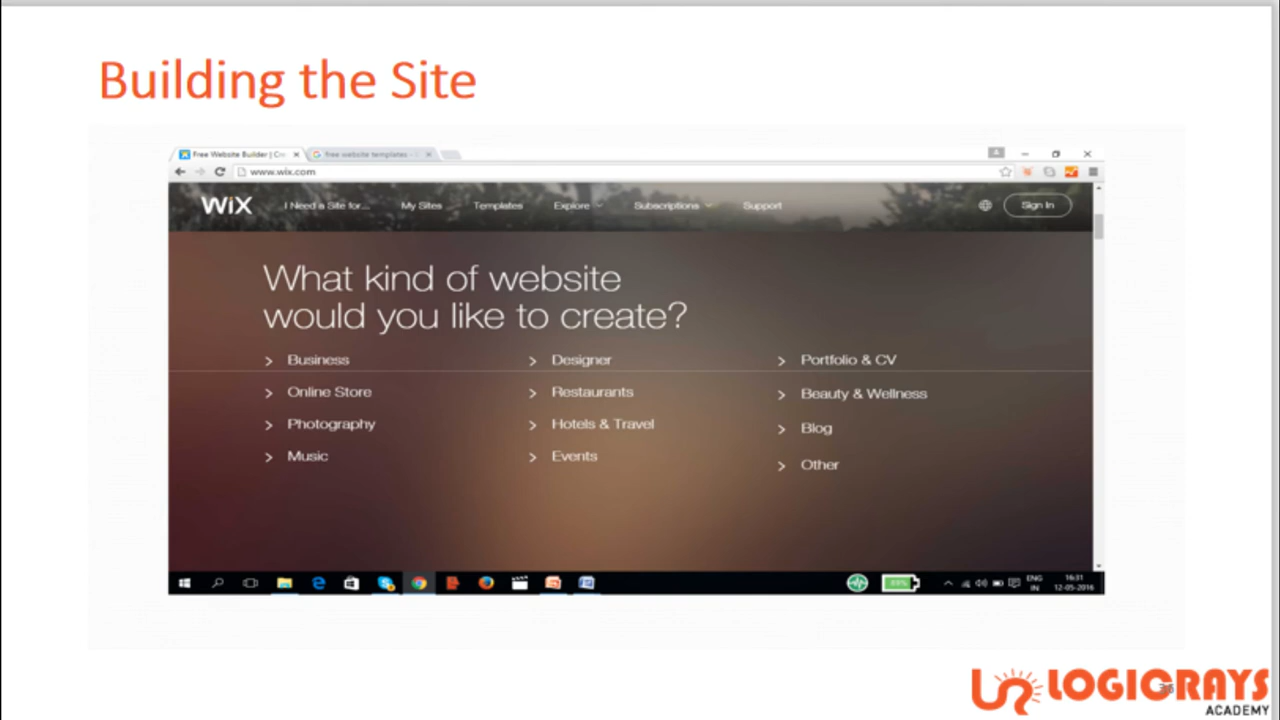 Building the Site
Free Website Builder | Cre
free website templates -
www.wix.com
WiX
I Need a Site for... My Sites Templates Explore Subscriptions Support Sign In
What kind of website
would you like to create?
Business Designer Portfolio & CV
Online Store Restaurants Beauty & Wellness
Photography Hotels & Travel Blog
Music Events Other
ENG 16:31
IN 12-05-2016
LOGICRAYS
ACADEMY